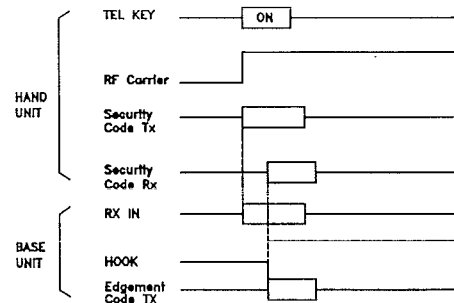 TEL KEY
ON
RF Carrier
HAND
UNIT
Security
Code Tx
Security
Code Rx
RX IN
BASE
UNIT
HOOK
Edgement
Code TX